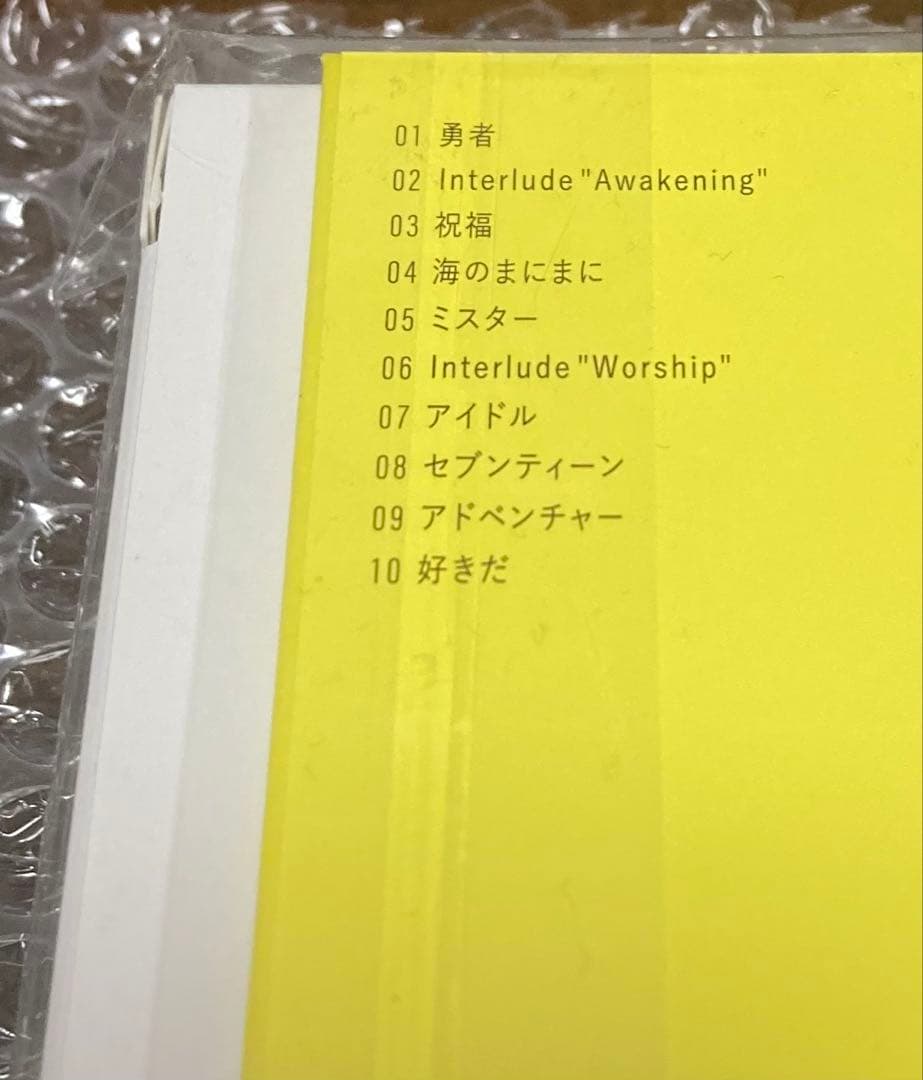 01 勇者
02 Interlude "Awakening"
03 祝福
04 海のまにまに
05 ミスター
06 Interlude "Worship"
07 アイドル
08 セブンティーン
09 アドベンチャー
10 好きだ